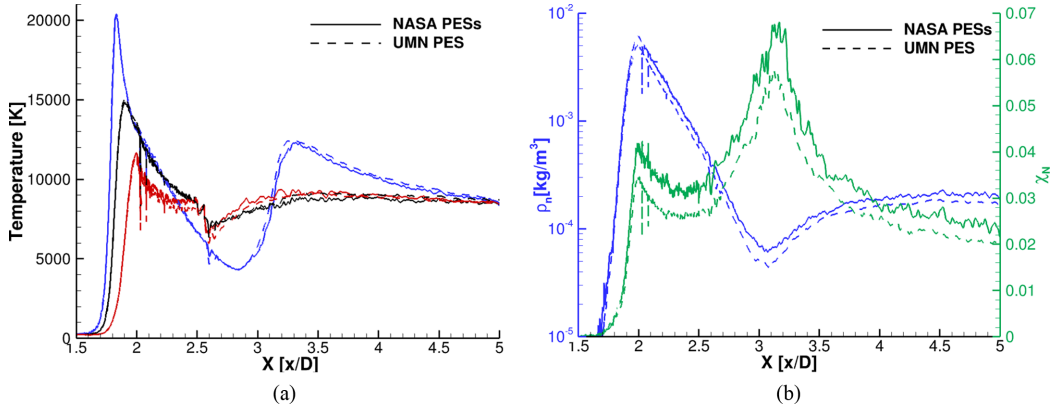 20000
15000
10000
5000
0
Temperature [K]
1.5 2 2.5 3 3.5 4 4.5 5
X [x/D]
NASA PESs
UMN PES
(a)
10⁻²
10⁻³
10⁻⁴
10⁻⁵
ρₙ[kg/m³]
1.5 2 2.5 3 3.5 4 4.5 5
X [x/D]
NASA PESs
UMN PES
0.07
0.06
0.05
0.04
0.03
0.02
0.01
0
χ_N
(b)